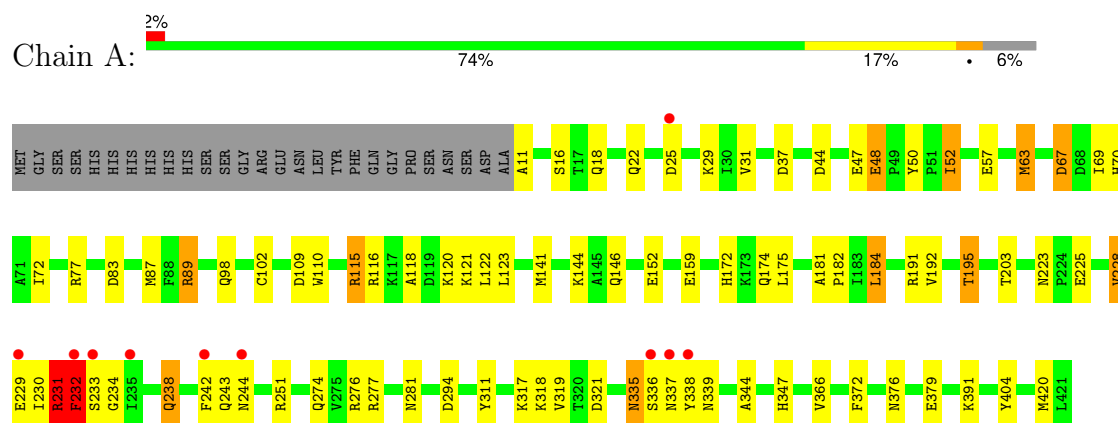 2%
Chain A:
74% 17% • 6%
MET GLY SER SER HIS HIS HIS HIS HIS HIS SER SER GLY ARG GLU ASN LEU TYR PHE GLN GLY PRO SER ASN SER ASP ALA A11 S16 T17 Q18 Q22 D25 K29 I30 V31 D37 D44 E47 E48 P49 Y50 P51 I52 E57 M63 D67 D68 I69 H70
A71 I72 R77 D83 M87 F88 R89 Q98 C102 D109 W110 R115 R116 K117 A118 D119 K120 K121 L122 L123 M141 K144 A145 Q146 E152 E159 H172 K173 Q174 L175 A181 P182 I183 L184 R191 V192 T195 T203 N223 P224 E225 V228
E229 I230 R231 F232 S233 G234 I235 Q238 F242 Q243 N244 R251 Q274 V275 R276 R277 N281 D294 Y311 K317 K318 V319 T320 D321 N335 S336 N337 Y338 N339 A344 H347 V366 F372 N376 E379 K391 Y404 M420 L421